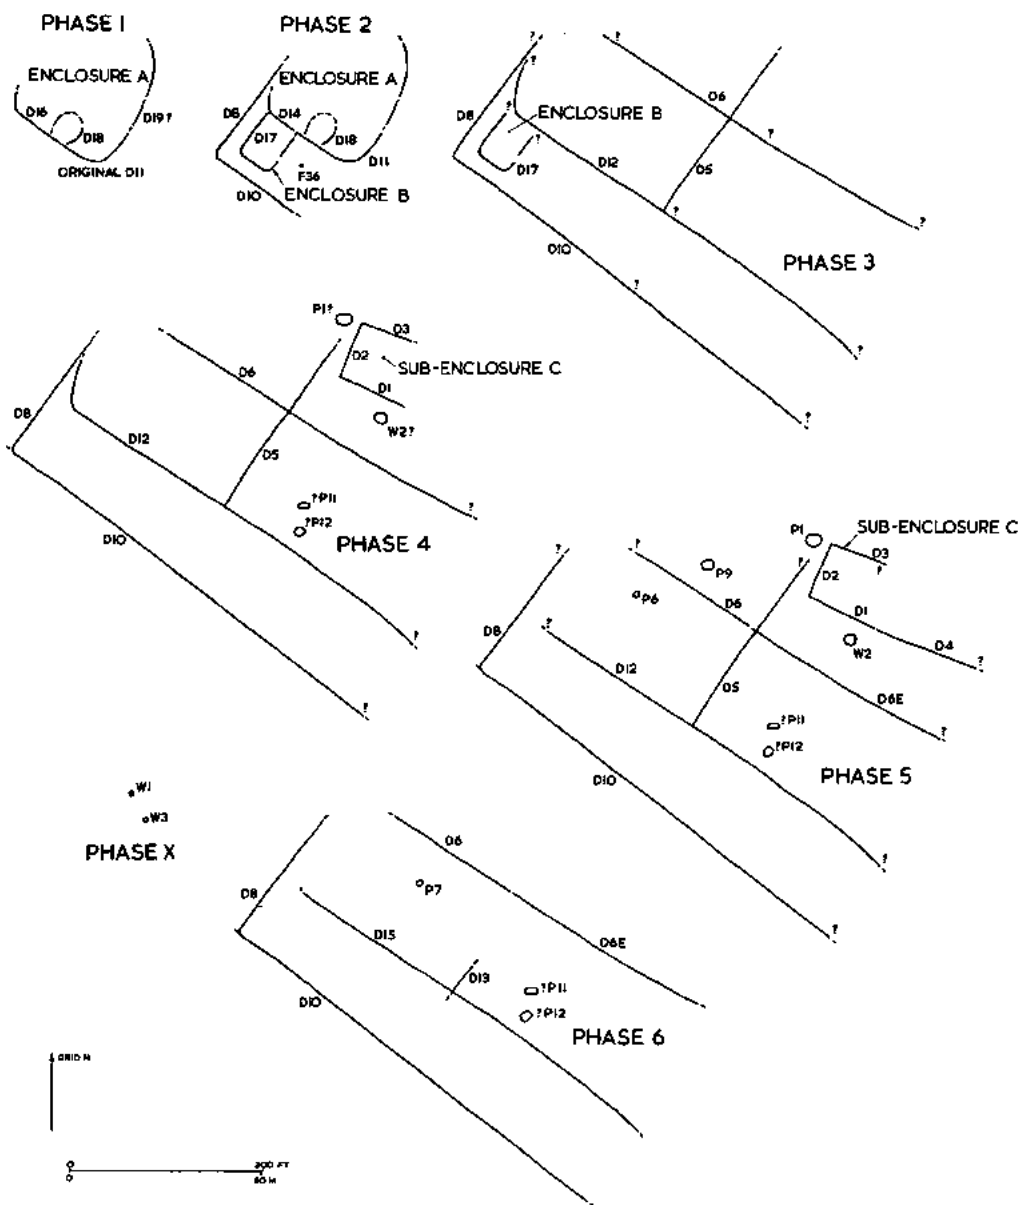 PHASE 1
ENCLOSURE A
D16
D18
D19?
ORIGINAL D11
PHASE 2
ENCLOSURE A
D8
D14
D17
D18
D11
F36
D10
ENCLOSURE B
?
?
?
?
D6
D8
?
ENCLOSURE B
?
?
D17
D12
D5
?
?
D10
PHASE 3
?
?
?
P1?
D3
D2
SUB-ENCLOSURE C
D6
D1
D8
W2?
D12
D5
?P11
?
?P12
D10
PHASE 4
?
?
P1
SUB-ENCLOSURE C
?
?
?
D3
?
P9
D2
P6
D6
D1
?
D8
W2
D4
?
D12
D5
D6E
?P11
?
?P12
D10
PHASE 5
?
?
W1
W3
PHASE X
D6
P7
D8
D15
D6E
D13
?P11
D10
?P12
PHASE 6
GRID N
0 200 FT
0 60 M